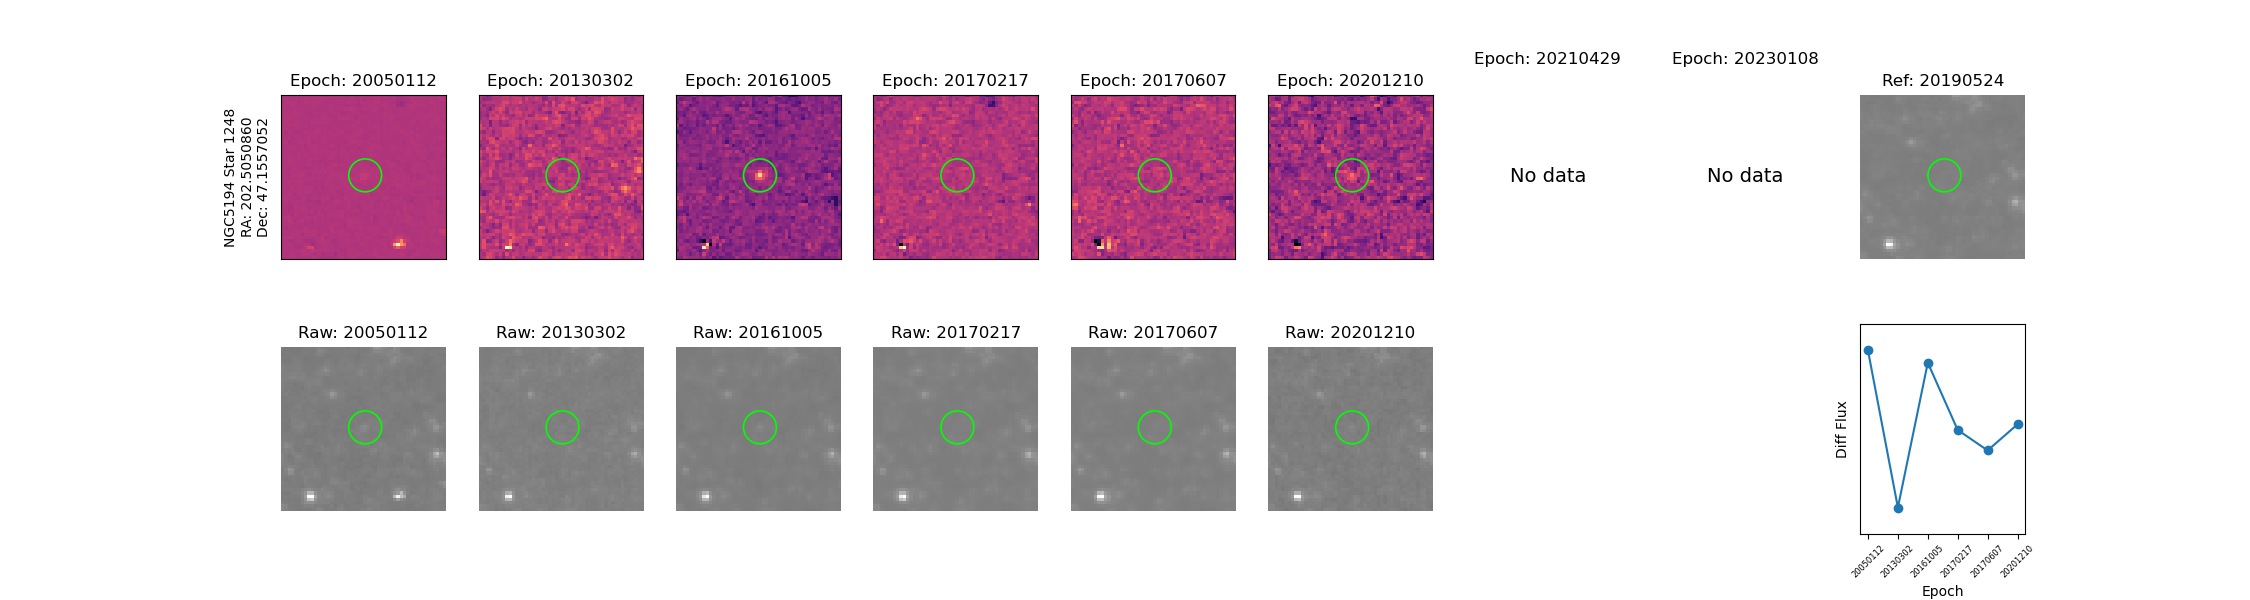 NGC5194 Star 1248
RA: 202.5050860
Dec: 47.1557052
Epoch: 20050112
Epoch: 20130302
Epoch: 20161005
Epoch: 20170217
Epoch: 20170607
Epoch: 20201210
Epoch: 20210429
Epoch: 20230108
Ref: 20190524
No data
No data
Raw: 20050112
Raw: 20130302
Raw: 20161005
Raw: 20170217
Raw: 20170607
Raw: 20201210
Diff Flux
20050112
20130302
20161005
20170217
20170607
20201210
Epoch